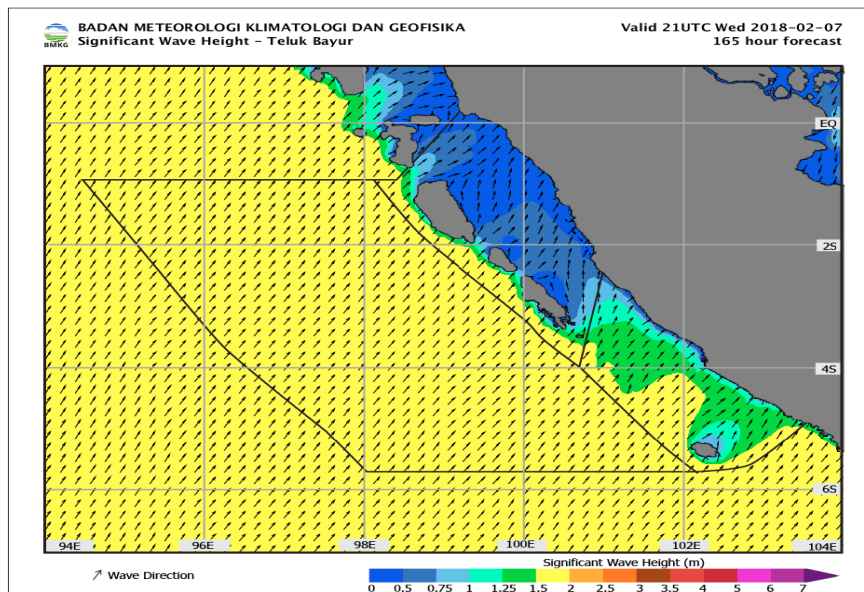 BADAN METEOROLOGI KLIMATOLOGI DAN GEOFISIKA
Significant Wave Height - Teluk Bayur
BMKG
Valid 21UTC Wed 2018-02-07
165 hour forecast
EQ
2S
4S
6S
94E 96E 98E 100E 102E 104E
Wave Direction
Significant Wave Height (m)
0 0.5 0.75 1 1.25 1.5 2 2.5 3 3.5 4 5 6 7